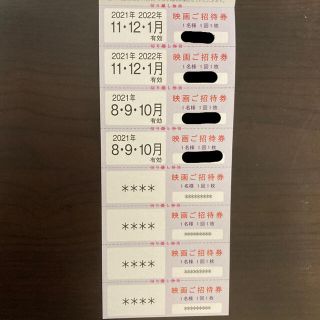 2021年 2022年
11・12・1月
有効
映画ご招待券
1名様 1回1枚
2021年 2022年
11・12・1月
有効
映画ご招待券
1名様 1回1枚
2021年
8・9・10月
有効
映画ご招待券
1名様 1回1枚
2021年
8・9・10月
有効
映画ご招待券
1名様 1回1枚
****
映画ご招待券
1名様 1回1枚
*********
****
映画ご招待券
1名様 1回1枚
*********
****
映画ご招待券
1名様 1回1枚
*********
****
映画ご招待券
1名様 1回1枚
*********